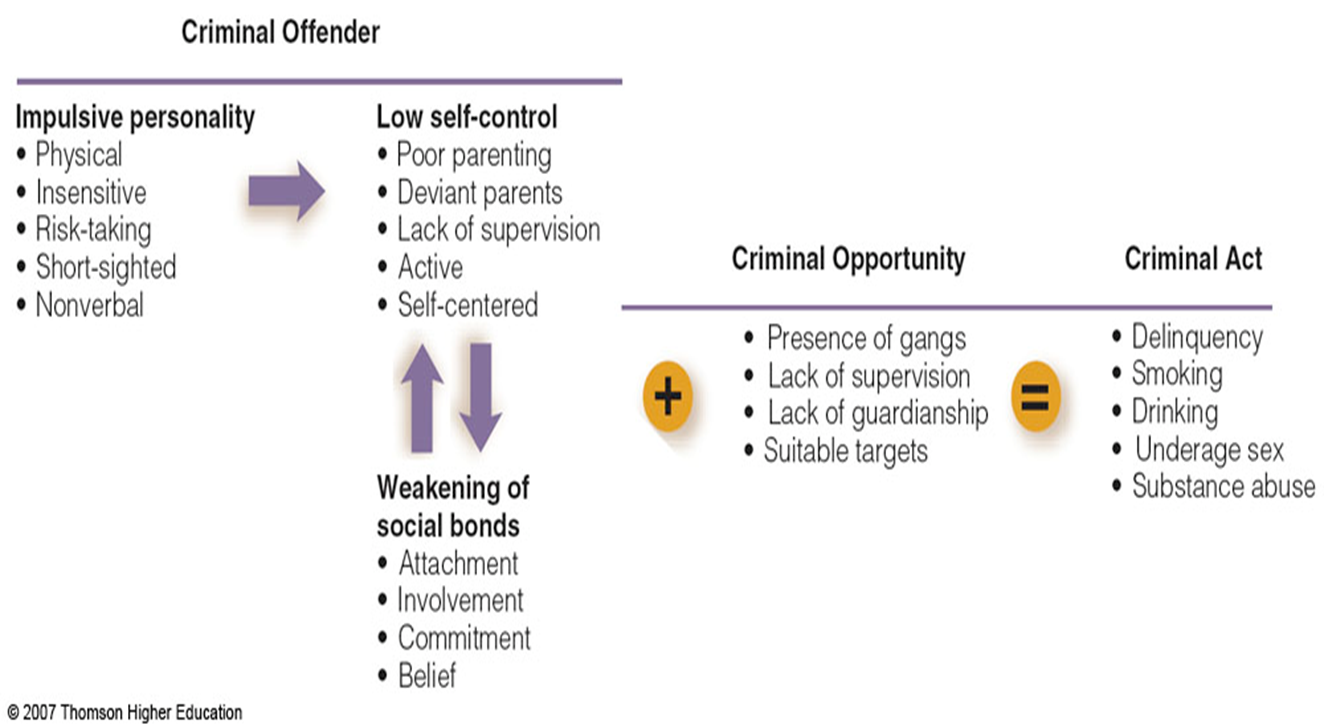 Criminal Offender
Impulsive personality
• Physical
• Insensitive
• Risk-taking
• Short-sighted
• Nonverbal
Low self-control
• Poor parenting
• Deviant parents
• Lack of supervision
• Active
• Self-centered
Weakening of
social bonds
• Attachment
• Involvement
• Commitment
• Belief
+
Criminal Opportunity
• Presence of gangs
• Lack of supervision
• Lack of guardianship
• Suitable targets
=
Criminal Act
• Delinquency
• Smoking
• Drinking
• Underage sex
• Substance abuse
© 2007 Thomson Higher Education